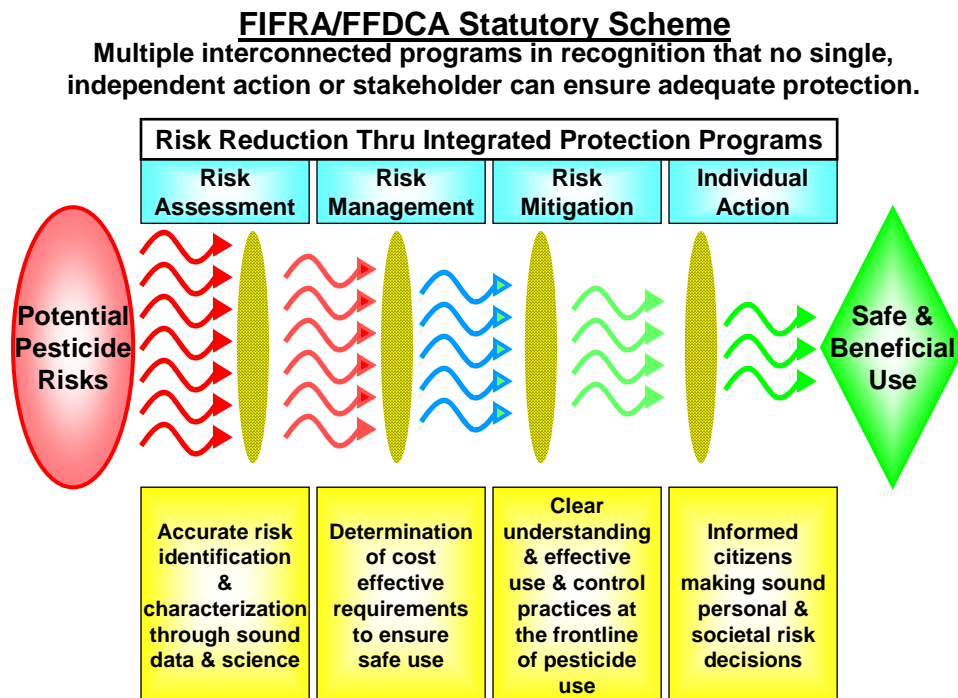 FIFRA/FFDCA Statutory Scheme
Multiple interconnected programs in recognition that no single,
independent action or stakeholder can ensure adequate protection.
Risk Reduction Thru Integrated Protection Programs
Risk
Assessment
Risk
Management
Risk
Mitigation
Individual
Action
Potential
Pesticide
Risks
Safe &
Beneficial
Use
Accurate risk
identification
&
characterization
through sound
data & science
Determination
of cost
effective
requirements
to ensure
safe use
Clear
understanding
& effective
use & control
practices at
the frontline
of pesticide
use
Informed
citizens
making sound
personal &
societal risk
decisions